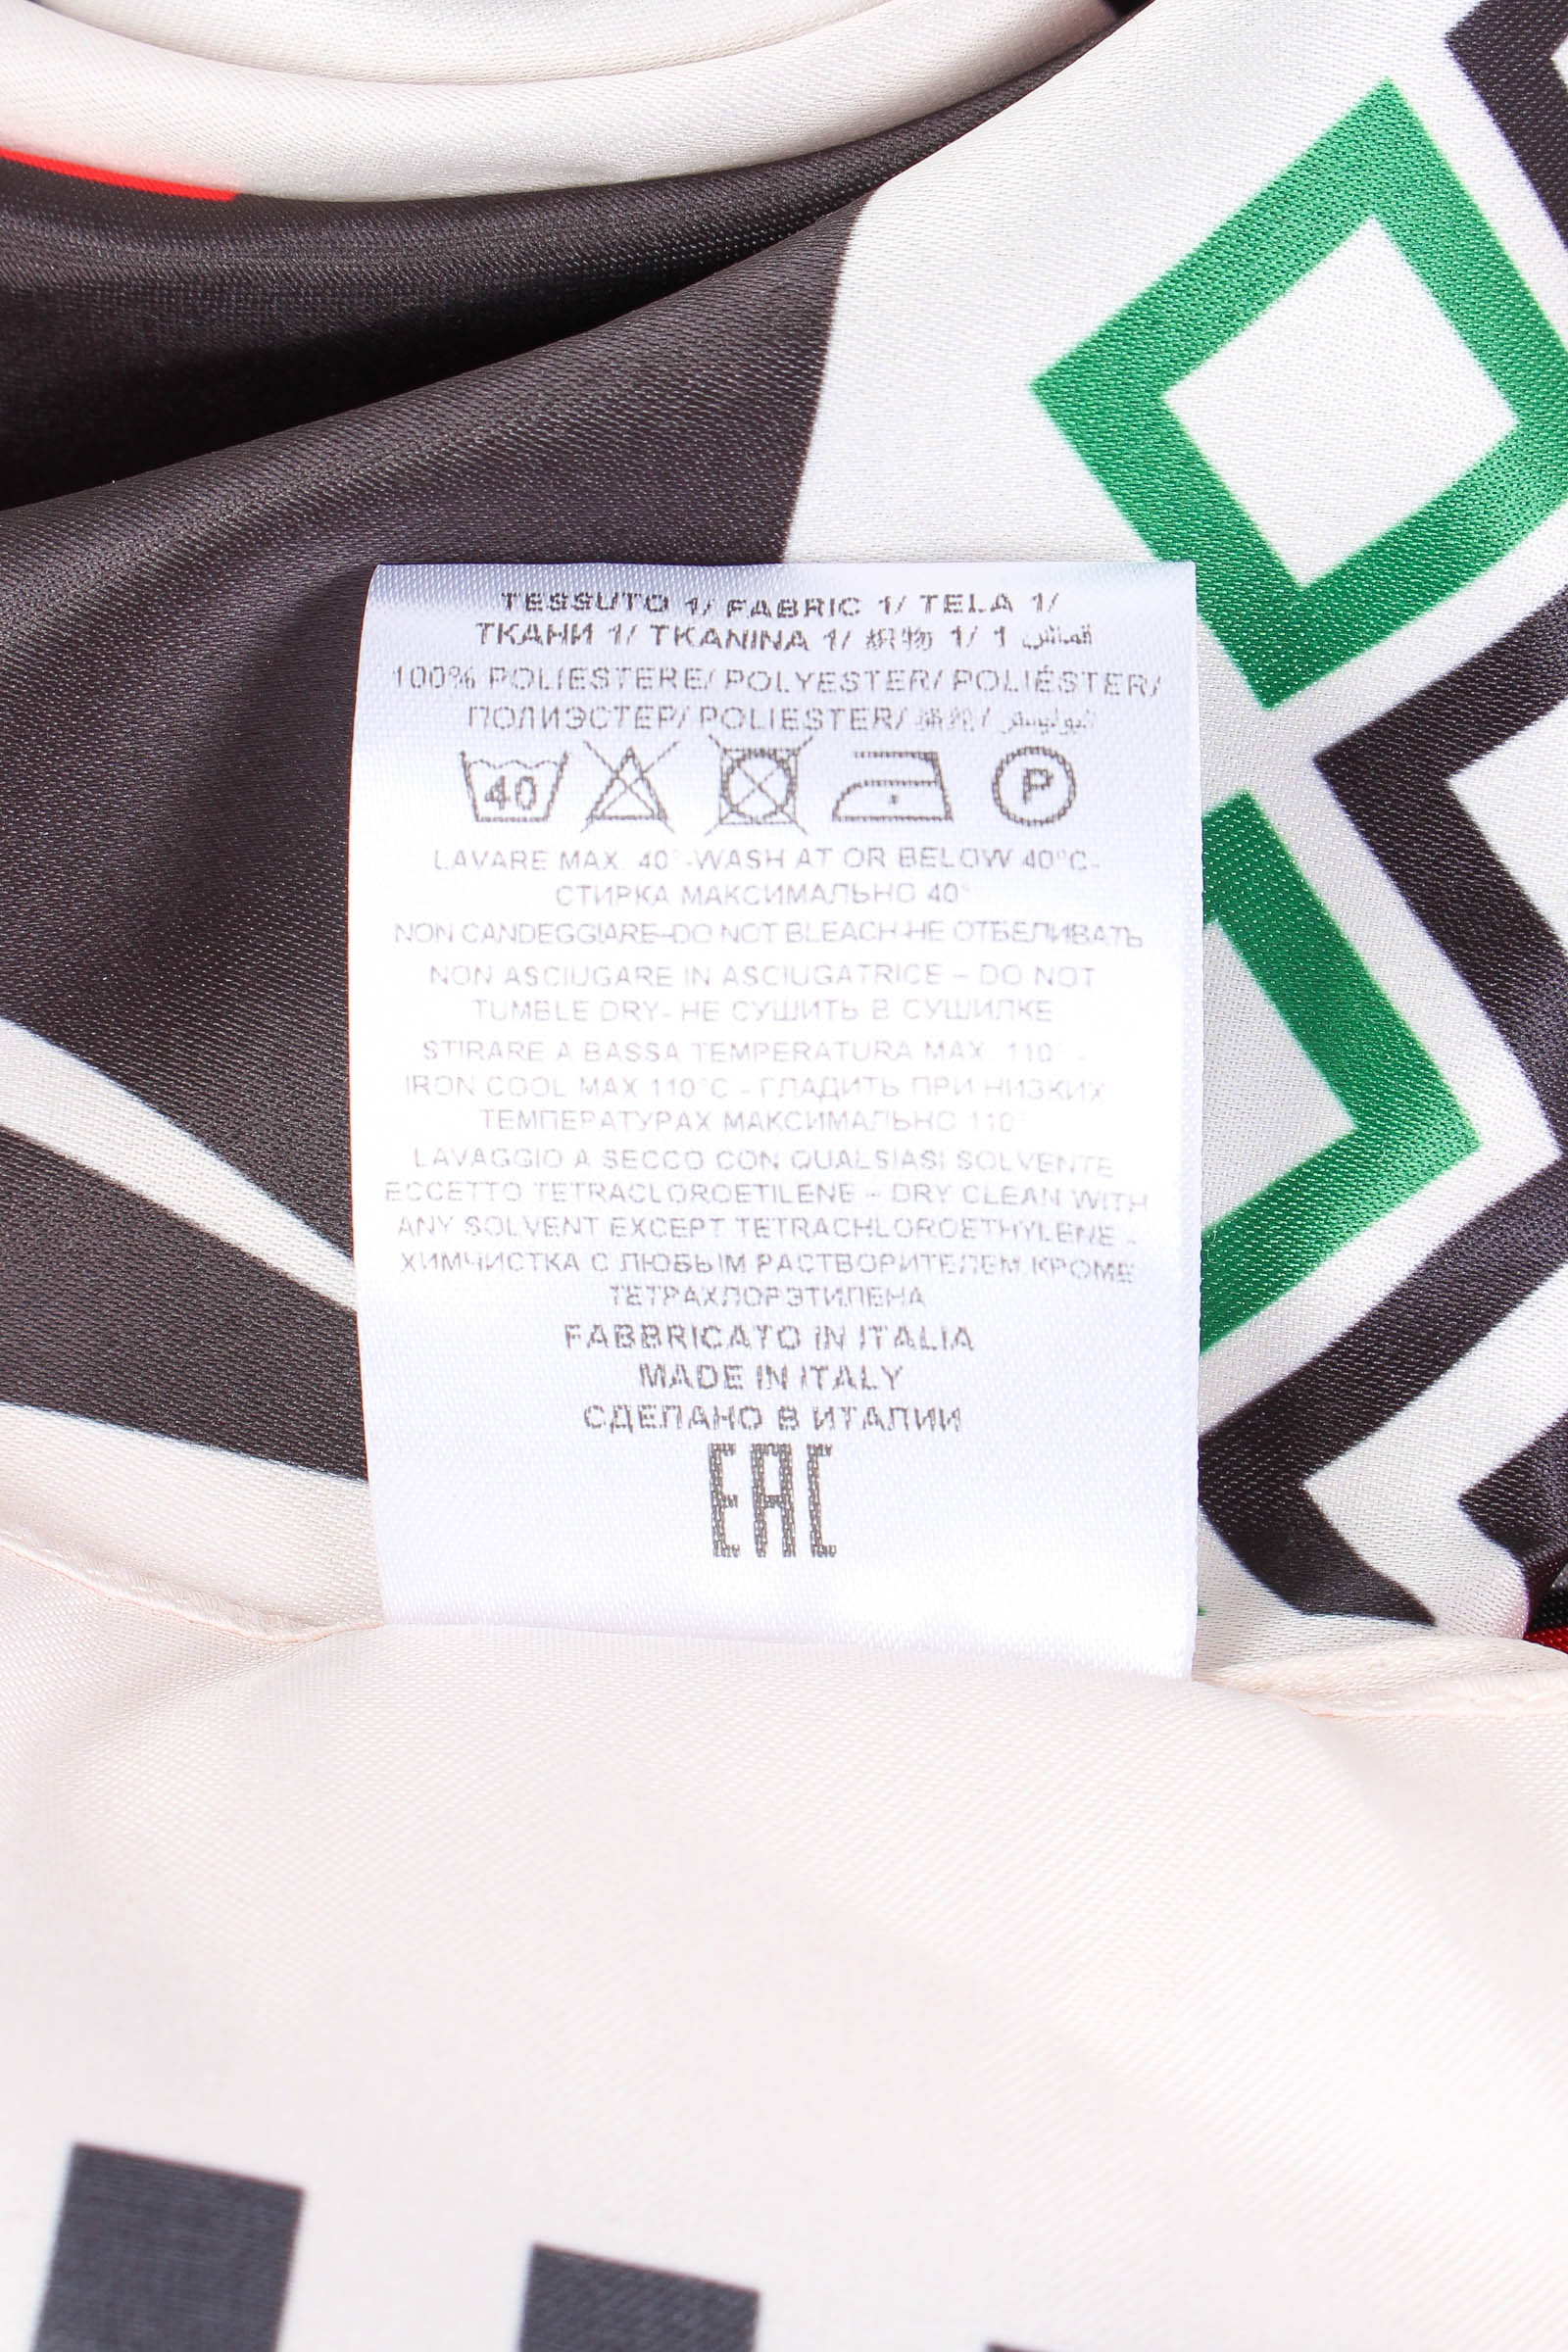 TESSUTO 1/ FABRIC 1/ TELA 1/
ТКАНИ 1/ TKANINA 1/ 织物 1/ 1 القماش
100% POLIESTERE/ POLYESTER/ POLIÉSTER/
ПОЛИЭСТЕР/ POLIESTER/
40 P
LAVARE MAX. 40°-WASH AT OR BELOW 40°C-
СТИРКА МАКСИМАЛЬНО 40°
NON CANDEGGIARE-DO NOT BLEACH-НЕ ОТБЕЛИВАТЬ
NON ASCIUGARE IN ASCIUGATRICE – DO NOT
TUMBLE DRY- НЕ СУШИТЬ В СУШИЛКЕ
STIRARE A BASSA TEMPERATURA MAX. 110° -
IRON COOL MAX 110°C - ГЛАДИТЬ ПРИ НИЗКИХ
ТЕМПЕРАТУРАХ МАКСИМАЛЬНО 110°
LAVAGGIO A SECCO CON QUALSIASI SOLVENTE
ECCETTO TETRACLOROETILENE – DRY CLEAN WITH
ANY SOLVENT EXCEPT TETRACHLOROETHYLENE -
ХИМЧИСТКА С ЛЮБЫМ РАСТВОРИТЕЛЕМ, КРОМЕ
ТЕТРАХЛОРЭТИЛЕНА
FABBRICATO IN ITALIA
MADE IN ITALY
СДЕЛАНО В ИТАЛИИ
EAC